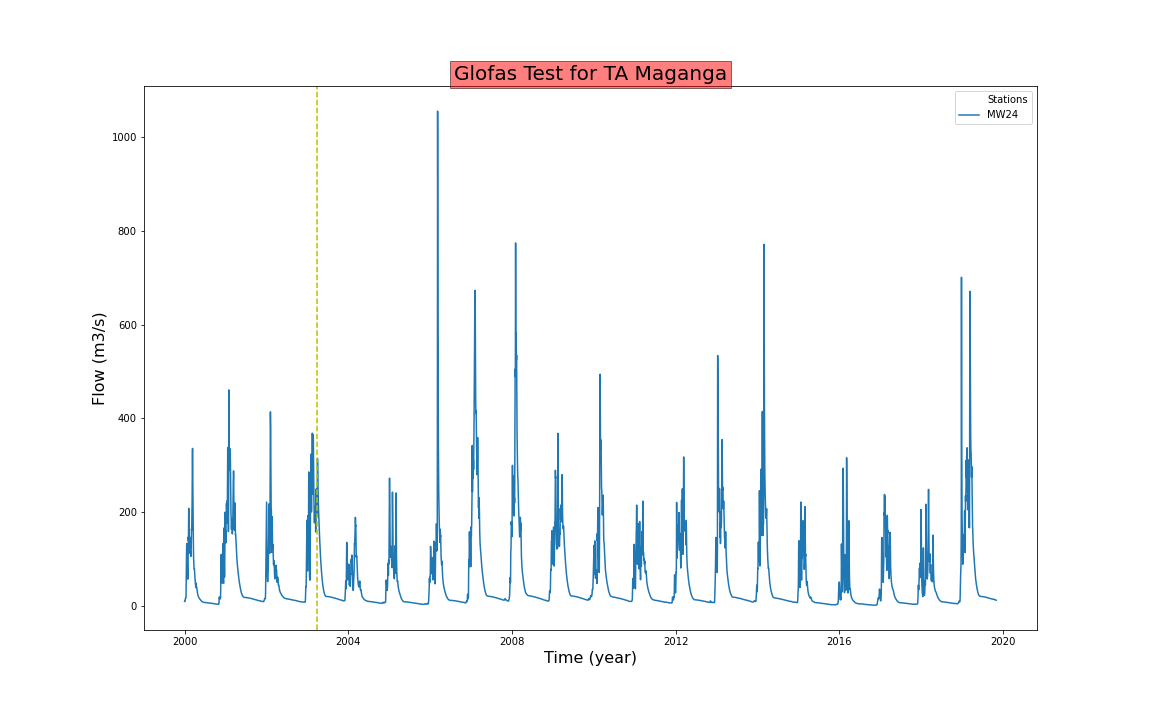 Glofas Test for TA Maganga
Stations
MW24
1000
800
600
400
200
0
Flow (m3/s)
2000 2004 2008 2012 2016 2020
Time (year)